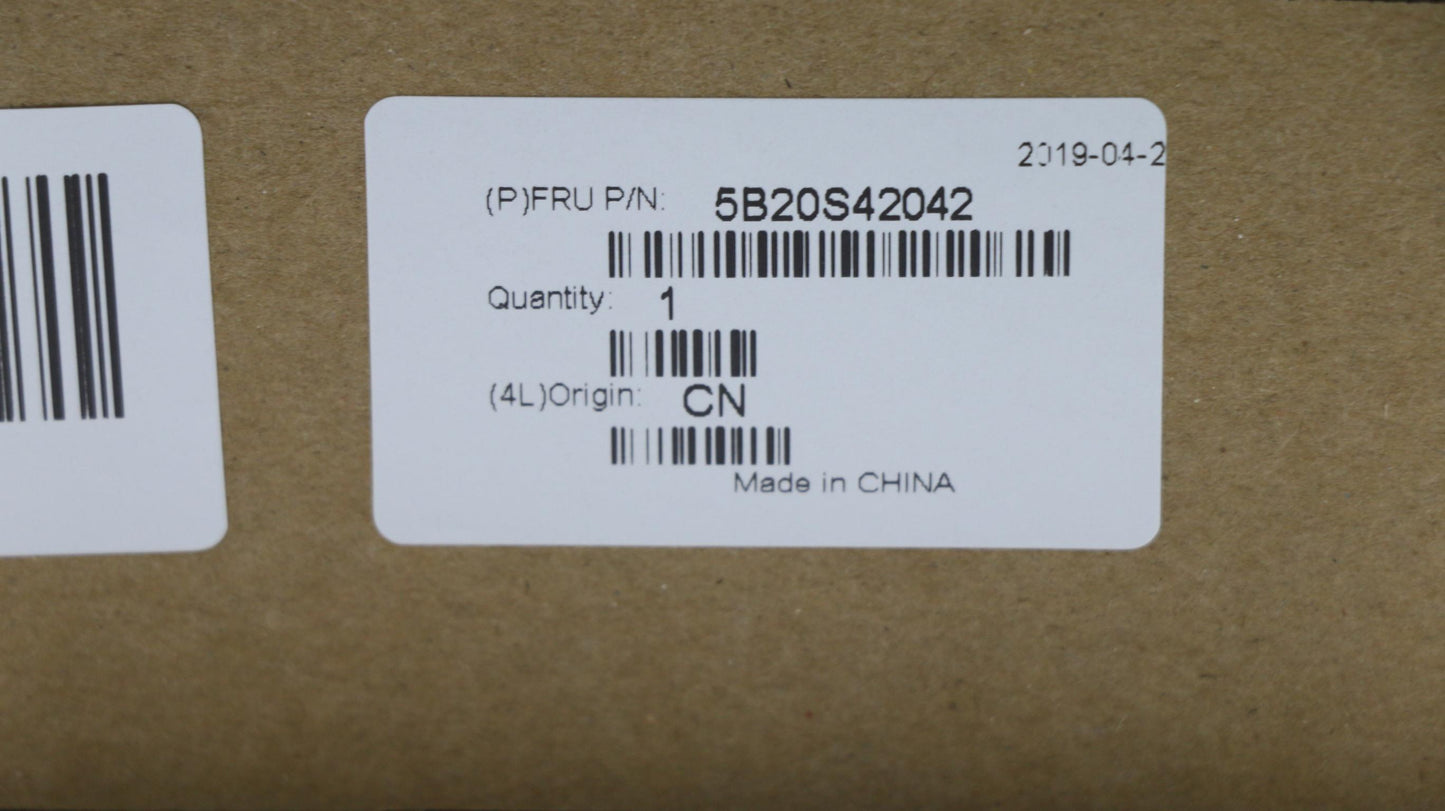 2019-04-2
(P)FRU P/N: 5B20S42042
Quantity: 1
(4L)Origin: CN
Made in CHINA